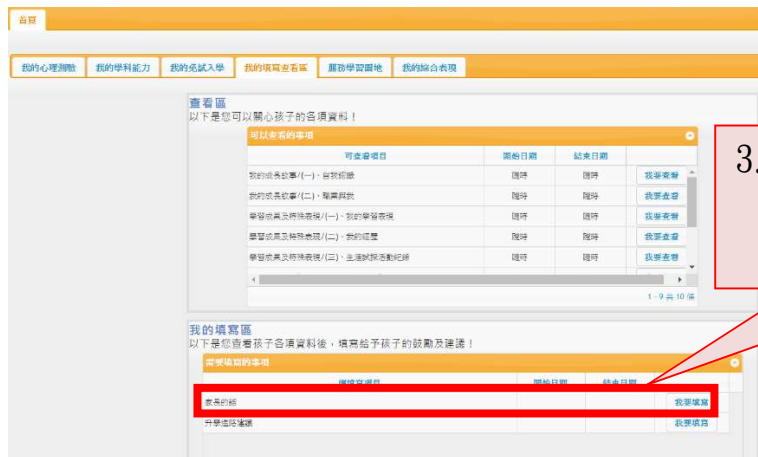 首頁
我的心理測驗 我的學科能力 我的免試入學 我的填寫查看區 服務學習園地 我的綜合表現
查看區
以下是您可以關心孩子的各項資料！
可以查看的事項
可查看項目 開始日期 結束日期
我的成長故事/(一)、自我認識 隨時 隨時 我要查看
我的成長故事/(二)、職業與我 隨時 隨時 我要查看
學習成果及特殊表現/(一)、我的學習表現 隨時 隨時 我要查看
學習成果及特殊表現/(二)、我的經歷 隨時 隨時 我要查看
學習成果及特殊表現/(三)、生涯試探活動紀錄 隨時 隨時 我要查看
1 - 9 共 10 條
3.
我的填寫區
以下是您查看孩子各項資料後，填寫給予孩子的鼓勵及建議！
需要填寫的事項
開始日期 結束日期
家長的話 我要填寫
升學進路建議 我要填寫